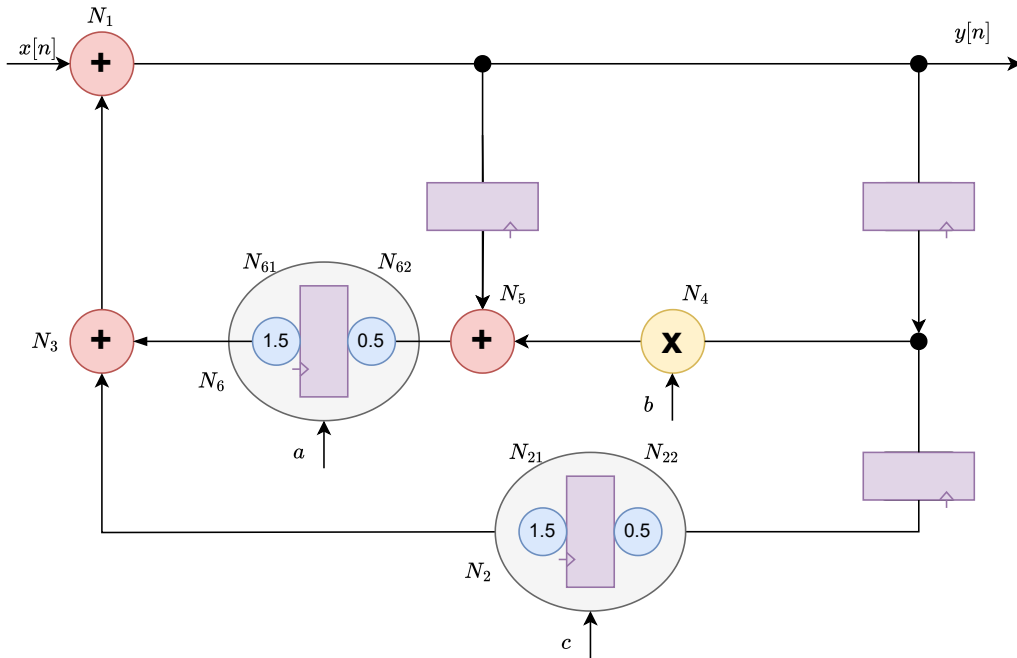 N₁
x[n]
y[n]
+
N₆₁
N₆₂
N₅
N₄
N₃
+
1.5
0.5
+
x
N₆
a
b
N₂₁
N₂₂
1.5
0.5
N₂
c